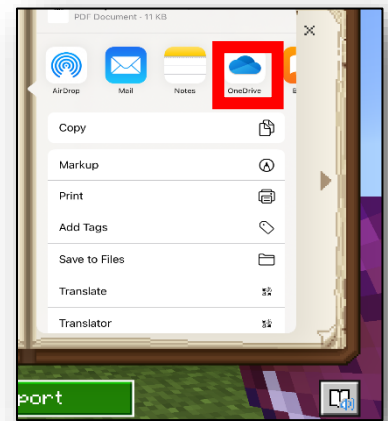 PDF Document - 11 KB
AirDrop
Mail
Notes
OneDrive
Copy
Markup
Print
Add Tags
Save to Files
Translate
Translator
port